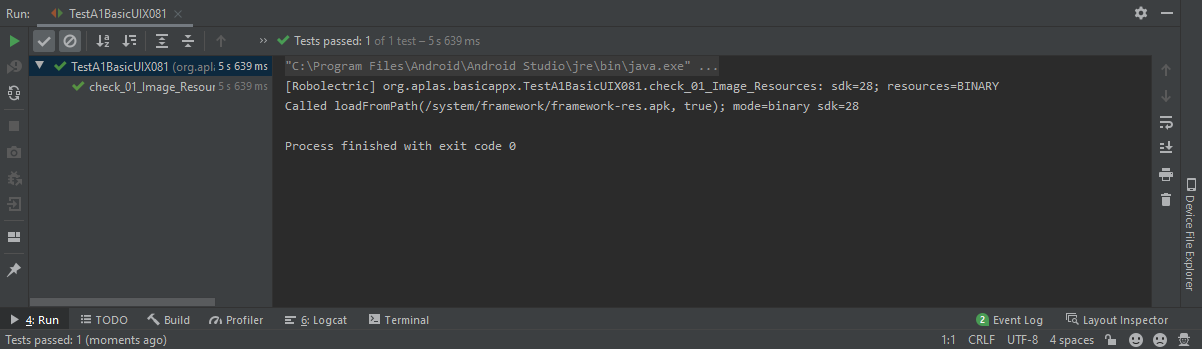 Run: TestA1BasicUIX081
Tests passed: 1 of 1 test – 5 s 639 ms
TestA1BasicUIX081 (org.apla 5 s 639 ms
check_01_Image_Resour 5 s 639 ms
"C:\Program Files\Android\Android Studio\jre\bin\java.exe" ...
[Robolectric] org.aplas.basicappx.TestA1BasicUIX081.check_01_Image_Resources: sdk=28; resources=BINARY
Called loadFromPath(/system/framework/framework-res.apk, true); mode=binary sdk=28
Process finished with exit code 0
Device File Explorer
4: Run TODO Build Profiler 6: Logcat Terminal 2 Event Log Layout Inspector
Tests passed: 1 (moments ago) 1:1 CRLF UTF-8 4 spaces